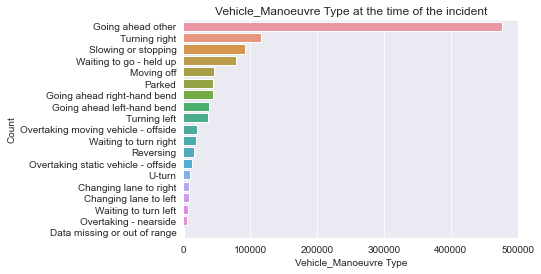 Vehicle_Manoeuvre Type at the time of the incident
Going ahead other
Turning right
Slowing or stopping
Waiting to go - held up
Moving off
Parked
Going ahead right-hand bend
Going ahead left-hand bend
Turning left
Overtaking moving vehicle - offside
Waiting to turn right
Reversing
Overtaking static vehicle - offside
U-turn
Changing lane to right
Changing lane to left
Waiting to turn left
Overtaking - nearside
Data missing or out of range
Count
0 100000 200000 300000 400000 500000
Vehicle_Manoeuvre Type